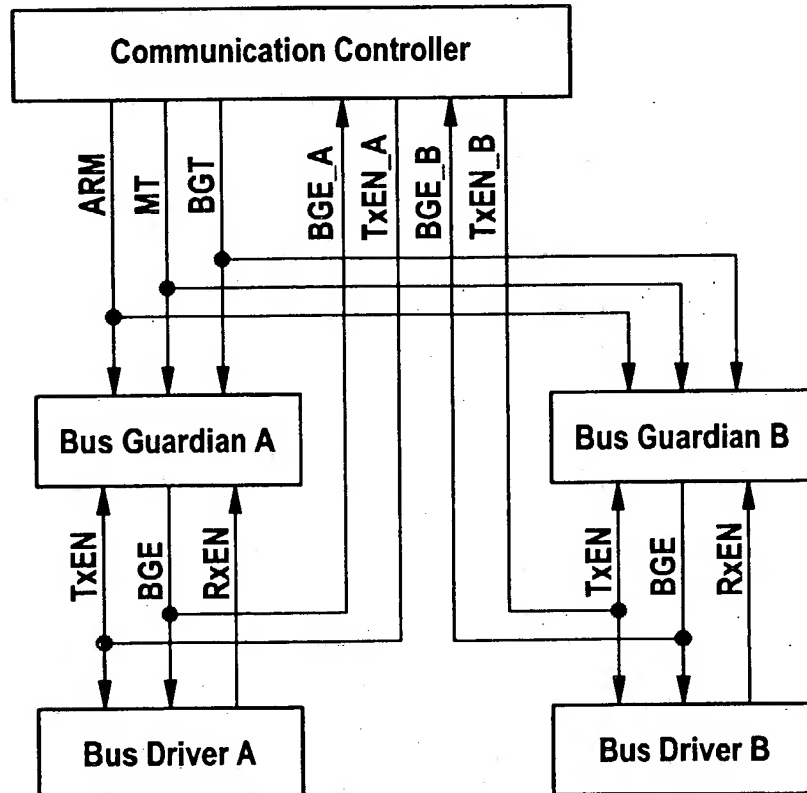 Communication Controller
ARM
MT
BGT
BGE_A
TxEN_A
BGE_B
TxEN_B
Bus Guardian A
Bus Guardian B
TxEN
BGE
RxEN
TxEN
BGE
RxEN
Bus Driver A
Bus Driver B